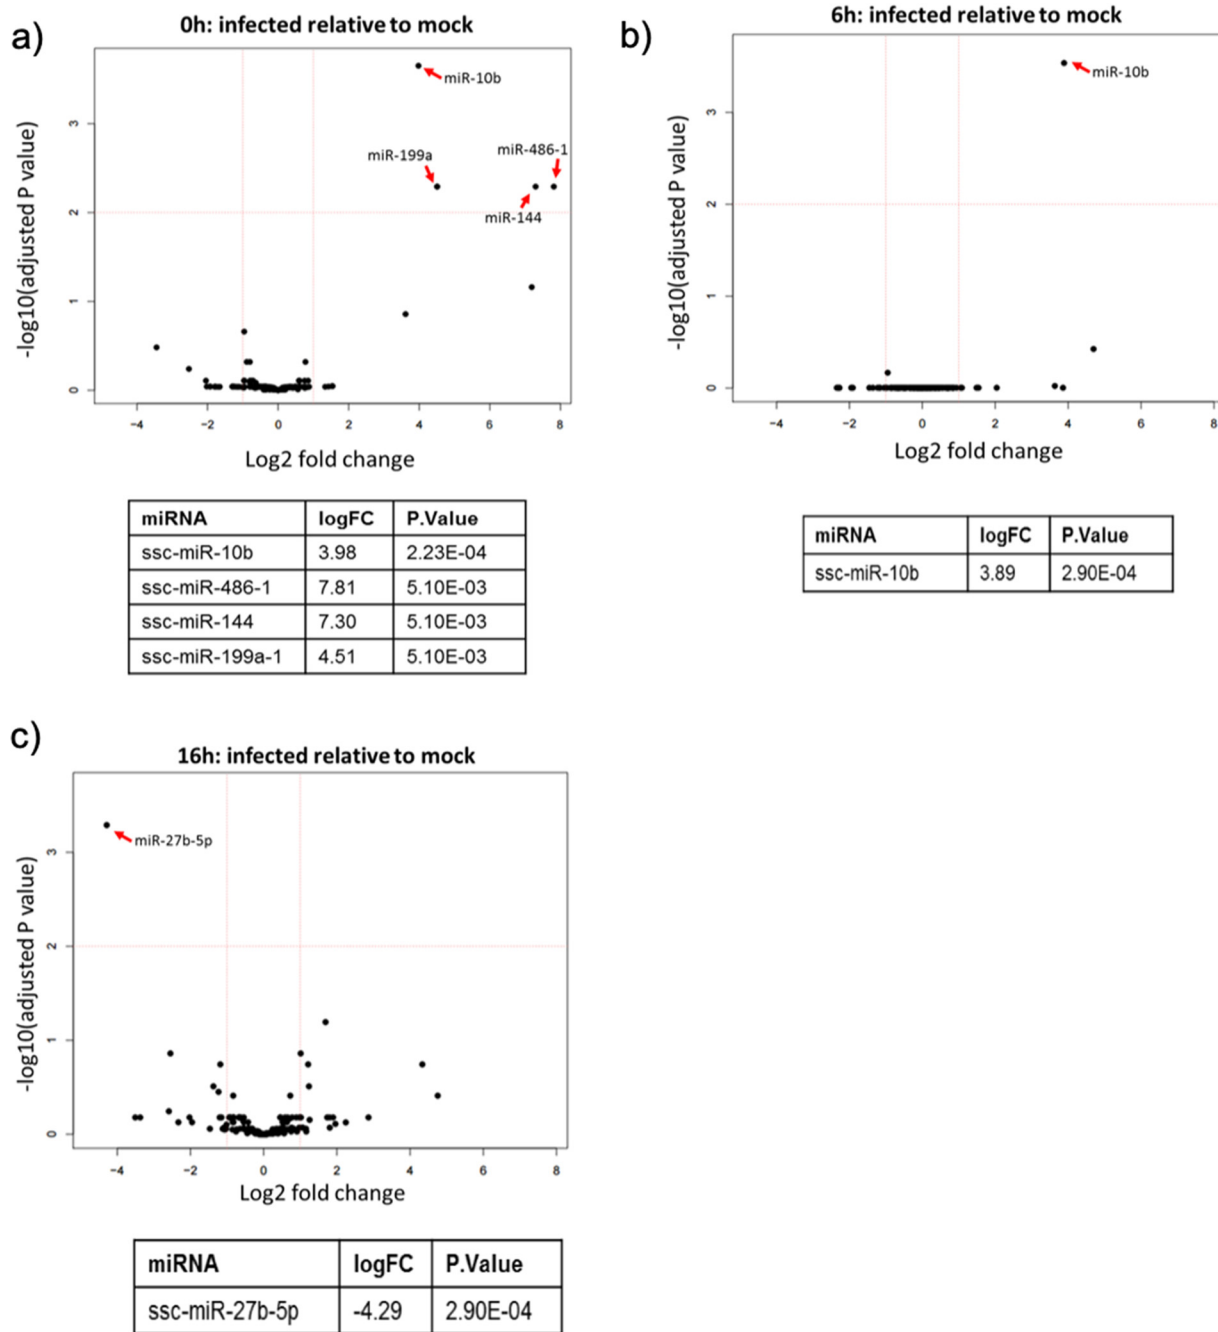 a)
0h: infected relative to mock
-log10(adjusted P value)
3
2
1
0
miR-10b
miR-199a
miR-486-1
miR-144
−4 −2 0 2 4 6 8
Log2 fold change
miRNA logFC P.Value
ssc-miR-10b 3.98 2.23E-04
ssc-miR-486-1 7.81 5.10E-03
ssc-miR-144 7.30 5.10E-03
ssc-miR-199a-1 4.51 5.10E-03
b)
6h: infected relative to mock
-log10(adjusted P value)
3
2
1
0
miR-10b
−4 −2 0 2 4 6 8
Log2 fold change
miRNA logFC P.Value
ssc-miR-10b 3.89 2.90E-04
c)
16h: infected relative to mock
-log10(adjusted P value)
3
2
1
0
miR-27b-5p
−4 −2 0 2 4 6 8
Log2 fold change
miRNA logFC P.Value
ssc-miR-27b-5p -4.29 2.90E-04